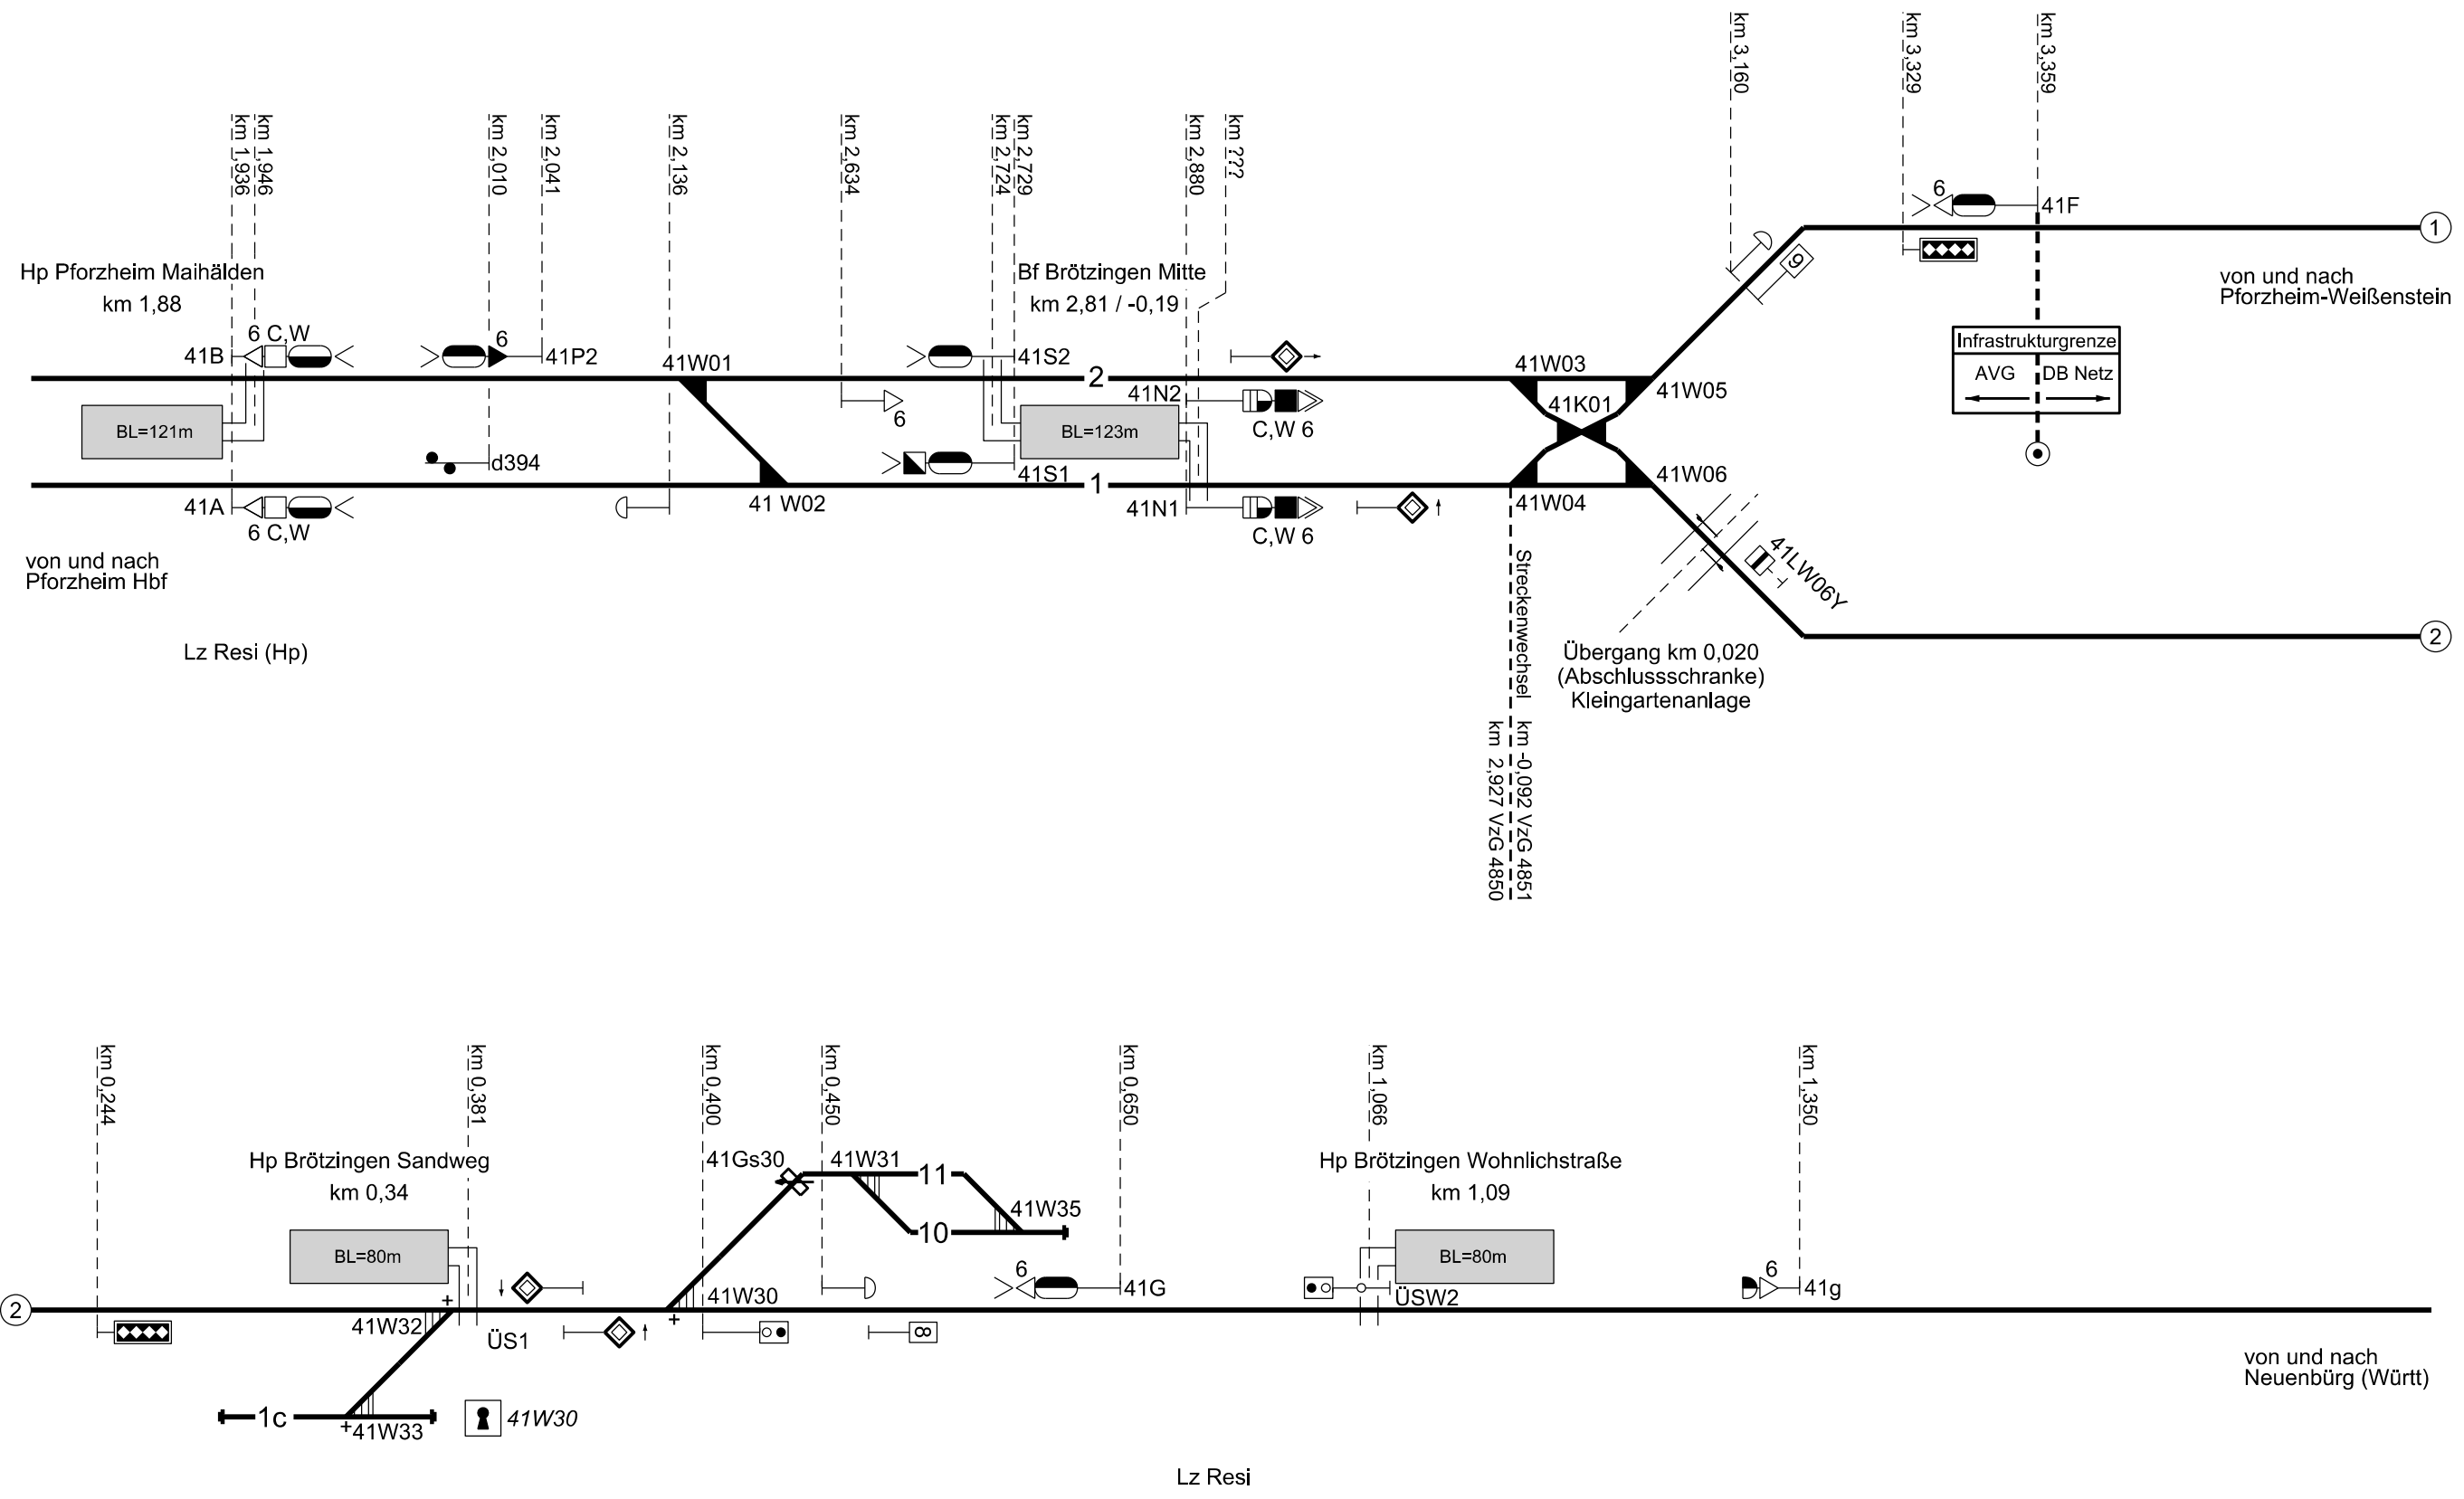 km 1,936
km 1,946
km 2,010
km 2,041
km 2,136
km 2,634
km 2,724
km 2,729
km 2,880
km ???
km 3,160
km 3,329
km 3,359
Hp Pforzheim Maihälden
km 1,88
Bf Brötzingen Mitte
km 2,81 / -0,19
6
41F
1
von und nach
Pforzheim-Weißenstein
9
Infrastrukturgrenze
AVG
DB Netz
41B
6 C,W
6
41P2
41W01
41S2
2
41W03
41W05
6
41N2
C,W 6
41K01
BL=121m
BL=123m
d394
41S1
41A
6 C,W
41 W02
1
41N1
C,W 6
41W04
41W06
41LW06Y
von und nach
Pforzheim Hbf
Lz Resi (Hp)
Streckenwechsel
km -0,092 VzG 4851
km 2,927 VzG 4850
Übergang km 0,020
(Abschlussschranke)
Kleingartenanlage
2
km 0,244
km 0,381
km 0,400
km 0,450
km 0,650
km 1,066
km 1,350
Hp Brötzingen Sandweg
km 0,34
41Gs30
41W31
11
Hp Brötzingen Wohnlichstraße
km 1,09
41W35
10
BL=80m
BL=80m
6
41G
6
41g
2
+
41W32
ÜS1
41W30
+
8
ÜSW2
von und nach
Neuenbürg (Württ)
1c
+
41W33
41W30
Lz Resi